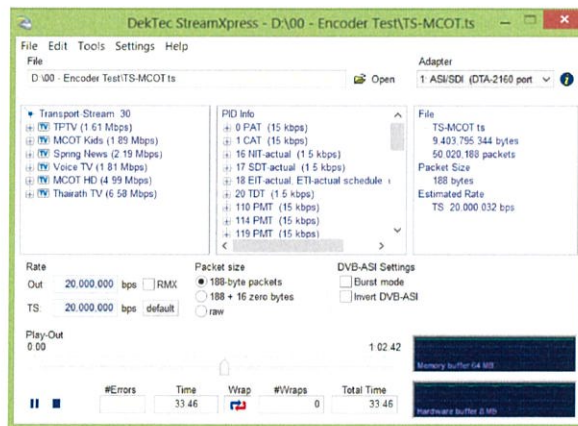 DekTec StreamXpress - D:\00 - Encoder Test\TS-MCOT.ts
File Edit Tools Settings Help
File
D:\00 - Encoder Test\TS-MCOT.ts
Open
Adapter
1: ASI/SDI (DTA-2160 port
Transport-Stream 30
TV TPTV (1.61 Mbps)
TV MCOT Kids (1.89 Mbps)
TV Spring News (2.19 Mbps)
TV Voice TV (1.81 Mbps)
TV MCOT HD (4.99 Mbps)
TV Thairath TV (6.58 Mbps)
PID Info
0 PAT (15 kbps)
1 CAT (15 kbps)
16 NIT-actual (1.5 kbps)
17 SDT-actual (1.5 kbps)
18 EIT-actual, ETI-actual schedule
20 TDT (1.5 kbps)
110 PMT (15 kbps)
114 PMT (15 kbps)
119 PMT (15 kbps)
File
TS-MCOT.ts
9.403.795.344 bytes
50.020.188 packets
Packet Size
188 bytes
Estimated Rate
TS: 20.000.032 bps
Rate
Out: 20.000.000 bps RMX
TS: 20.000.000 bps default
Packet size
188-byte packets
188 + 16 zero bytes
raw
DVB-ASI Settings
Burst mode
Invert DVB-ASI
Play-Out
0:00
1:02:42
#Errors Time Wrap #Wraps Total Time
33:46 0 33:46
Memory buffer 64 MB
Hardware buffer 8 MB